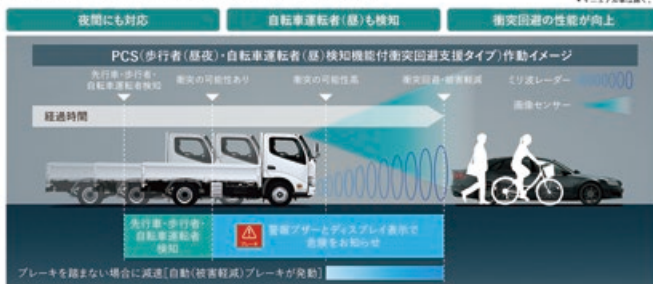 夜間にも対応
自転車運転者(昼)も検知
衝突回避の性能が向上
PCS(歩行者(昼夜)・自転車運転者(昼)検知機能付衝突回避支援タイプ)作動イメージ
先行車・歩行者・
自転車運転者検知
衝突の可能性あり
衝突の可能性高
衝突回避・被害軽減
ミリ波レーダー
画像センサー
経過時間
先行車・歩行者・
自転車運転者
検知
ブレーキ
警報ブザーとディスプレイ表示で
危険をお知らせ
ブレーキを踏まない場合に減速[自動(被害軽減)ブレーキが発動]